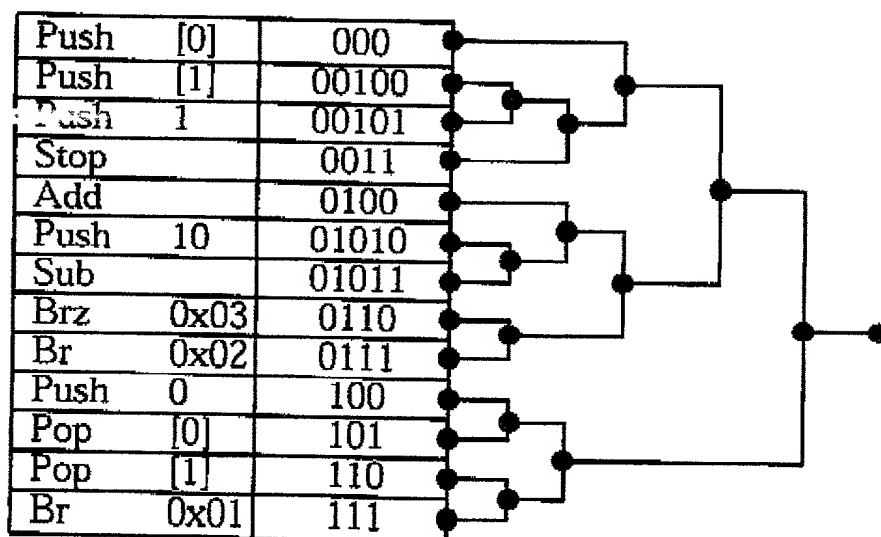 Push [0] 000
Push [1] 00100
Push 1 00101
Stop 0011
Add 0100
Push 10 01010
Sub 01011
Brz 0x03 0110
Br 0x02 0111
Push 0 100
Pop [0] 101
Pop [1] 110
Br 0x01 111